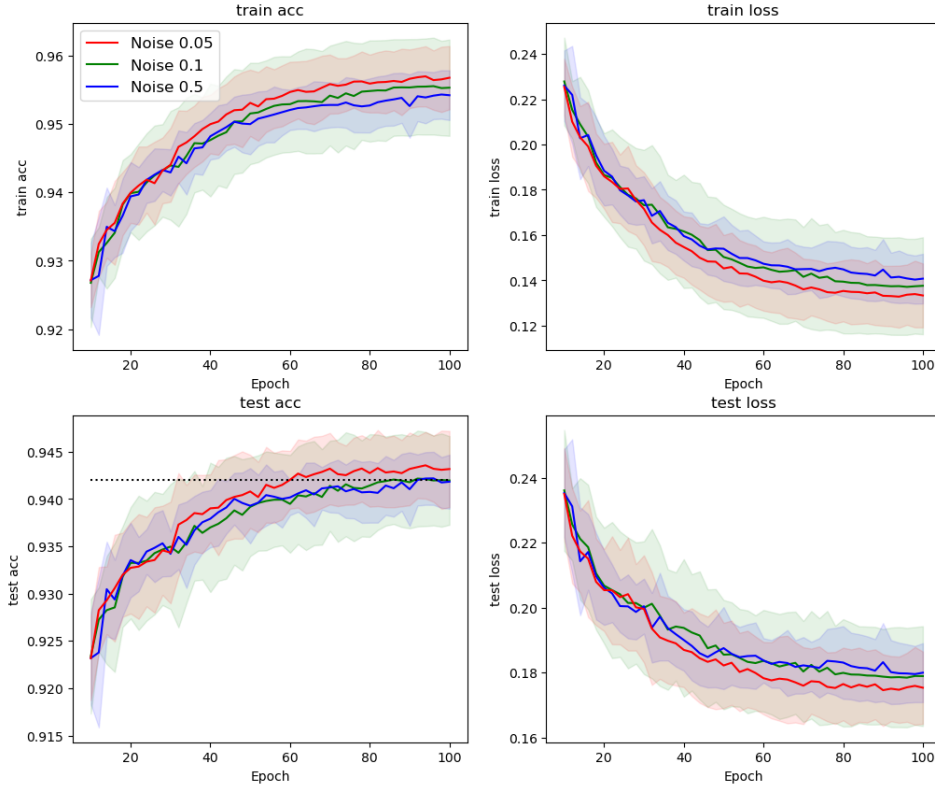 train acc
train acc
0.96
0.95
0.94
0.93
0.92
Noise 0.05
Noise 0.1
Noise 0.5
20
40
60
80
100
Epoch
train loss
train loss
0.24
0.22
0.20
0.18
0.16
0.14
0.12
20
40
60
80
100
Epoch
test acc
test acc
0.945
0.940
0.935
0.930
0.925
0.920
0.915
20
40
60
80
100
Epoch
test loss
test loss
0.24
0.22
0.20
0.18
0.16
20
40
60
80
100
Epoch